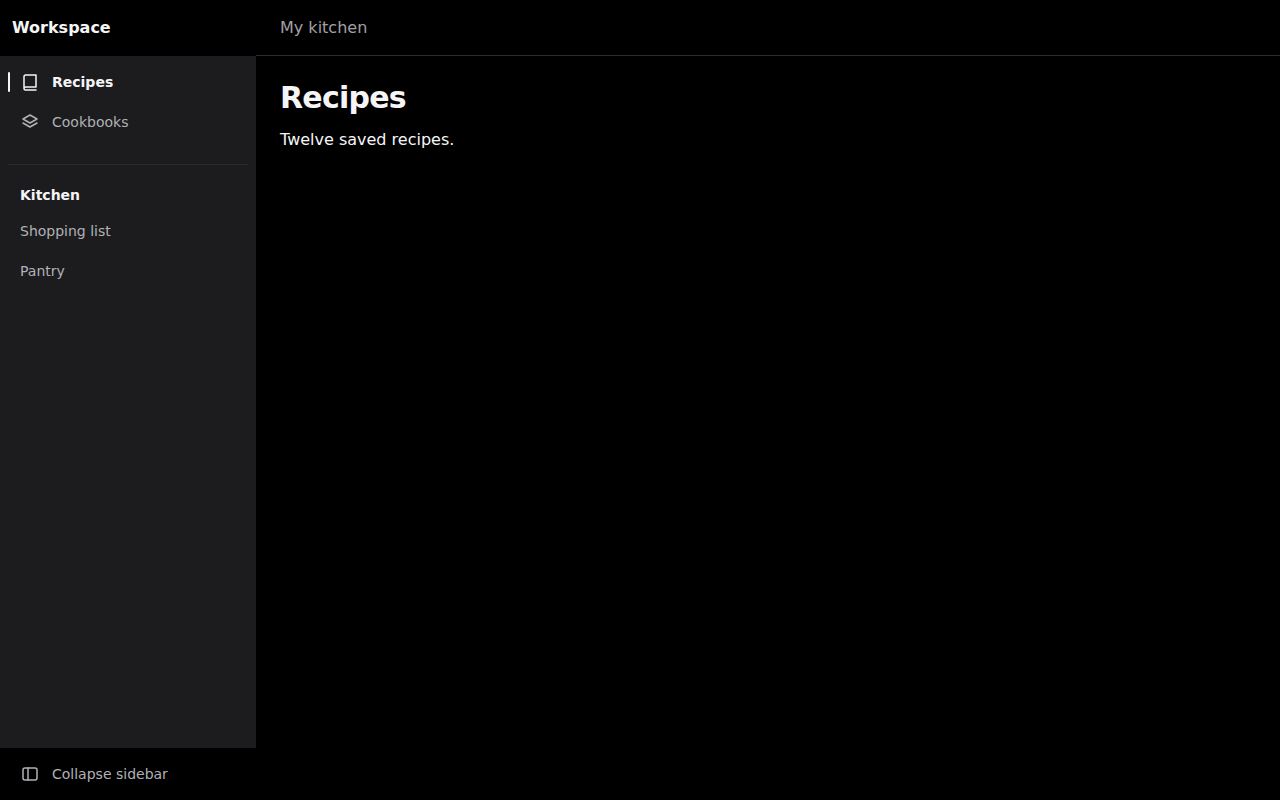 Workspace
My kitchen
Recipes
Cookbooks
Kitchen
Shopping list
Pantry
Collapse sidebar
Recipes
Twelve saved recipes.